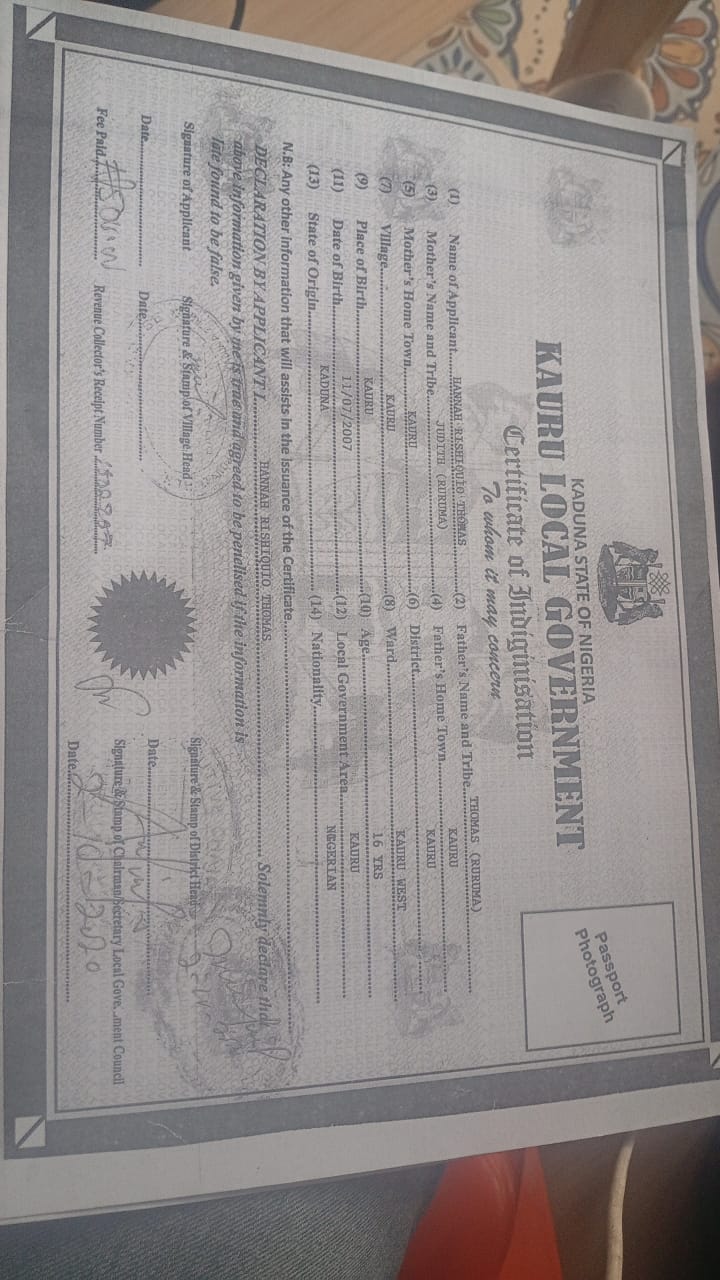 KADUNA STATE OF NIGERIA
KAURU LOCAL GOVERNMENT
Certificate of Indiginisation
To whom it may concern
Passport
Photograph
(1) Name of Applicant HANNAH RISHIQUIO THOMAS (2) Father's Name and Tribe THOMAS (RURUMA)
(3) Mother's Name and Tribe JUDITH (RURUMA) (4) Father's Home Town KAURU
(5) Mother's Home Town KAURU (6) District KAURU
(7) Village KAURU (8) Ward KAURU WEST
(9) Place of Birth KAURU (10) Age 16 YRS
(11) Date of Birth 11/07/2007 (12) Local Government Area KAURU
(13) State of Origin KADUNA (14) Nationality NIGERIAN
N.B: Any other information that will assists in the issuance of the Certificate
DECLARATION BY APPLICANT I HANNAH RISHIQUIO THOMAS Solemnly declare that
above information given by me is true and agreed to be penalised if the information is
late found to be false.
Signature of Applicant Signature & Stamp of Village Head Signature & Stamp of District Head
Date Date Date
Signature & Stamp of Chairman/Secretary Local Government Council
Fee Paid Revenue Collector's Receipt Number Date